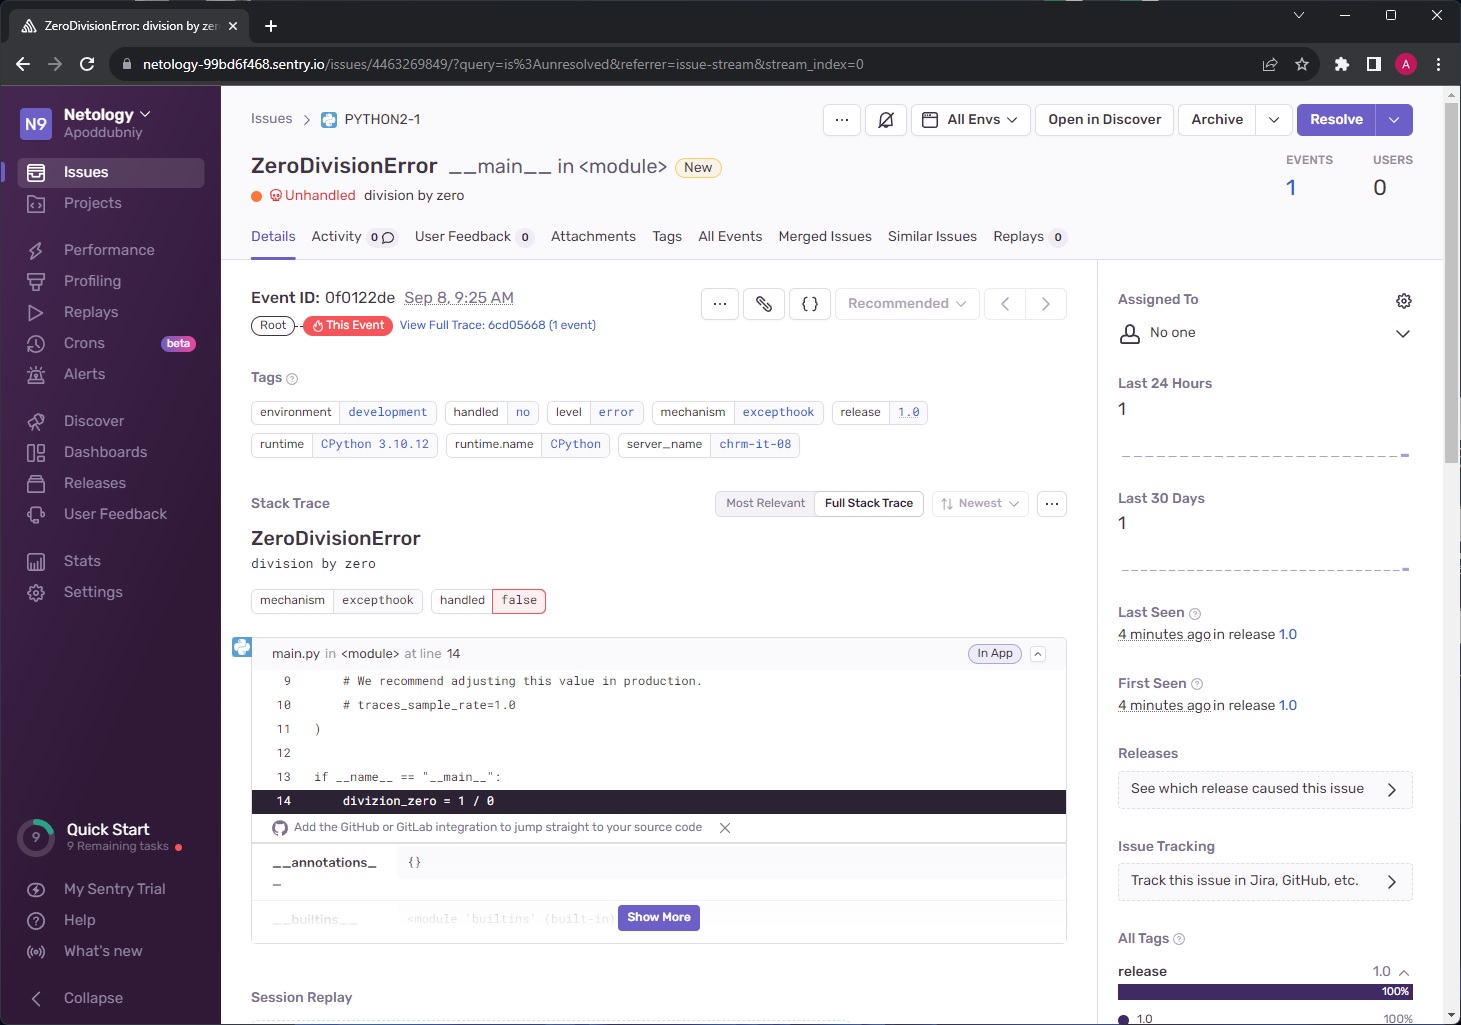 ZeroDivisionError: division by zer
netology-99bd6f468.sentry.io/issues/4463269849/?query=is%3Aunresolved&referrer=issue-stream&stream_index=0
A
N9
Netology
Apoddubniy
Issues
Projects
Performance
Profiling
Replays
Crons beta
Alerts
Discover
Dashboards
Releases
User Feedback
Stats
Settings
9
Quick Start
9 Remaining tasks
My Sentry Trial
Help
What's new
Collapse
Issues PYTHON2-1
... All Envs Open in Discover Archive Resolve
ZeroDivisionError __main__ in <module> New
Unhandled division by zero
EVENTS USERS
1 0
Details Activity 0 User Feedback 0 Attachments Tags All Events Merged Issues Similar Issues Replays 0
Event ID: 0f0122de Sep 8, 9:25 AM
Root This Event View Full Trace: 6cd05668 (1 event)
... {} Recommended
Tags ?
environment development handled no level error mechanism excepthook release 1.0
runtime CPython 3.10.12 runtime.name CPython server_name chrm-it-08
Stack Trace Most Relevant Full Stack Trace Newest ...
ZeroDivisionError
division by zero
mechanism excepthook handled false
main.py in <module> at line 14 In App
9 # We recommend adjusting this value in production.
10 # traces_sample_rate=1.0
11 )
12
13 if __name__ == "__main__":
14 divizion_zero = 1 / 0
Add the GitHub or GitLab integration to jump straight to your source code
__annotations_ {}
_
__builtins__ <module 'builtins' (built-in)
Show More
Session Replay
Assigned To
No one
Last 24 Hours
1
Last 30 Days
1
Last Seen ?
4 minutes ago in release 1.0
First Seen ?
4 minutes ago in release 1.0
Releases
See which release caused this issue
Issue Tracking
Track this issue in Jira, GitHub, etc.
All Tags ?
release 1.0
100%
1.0 100%